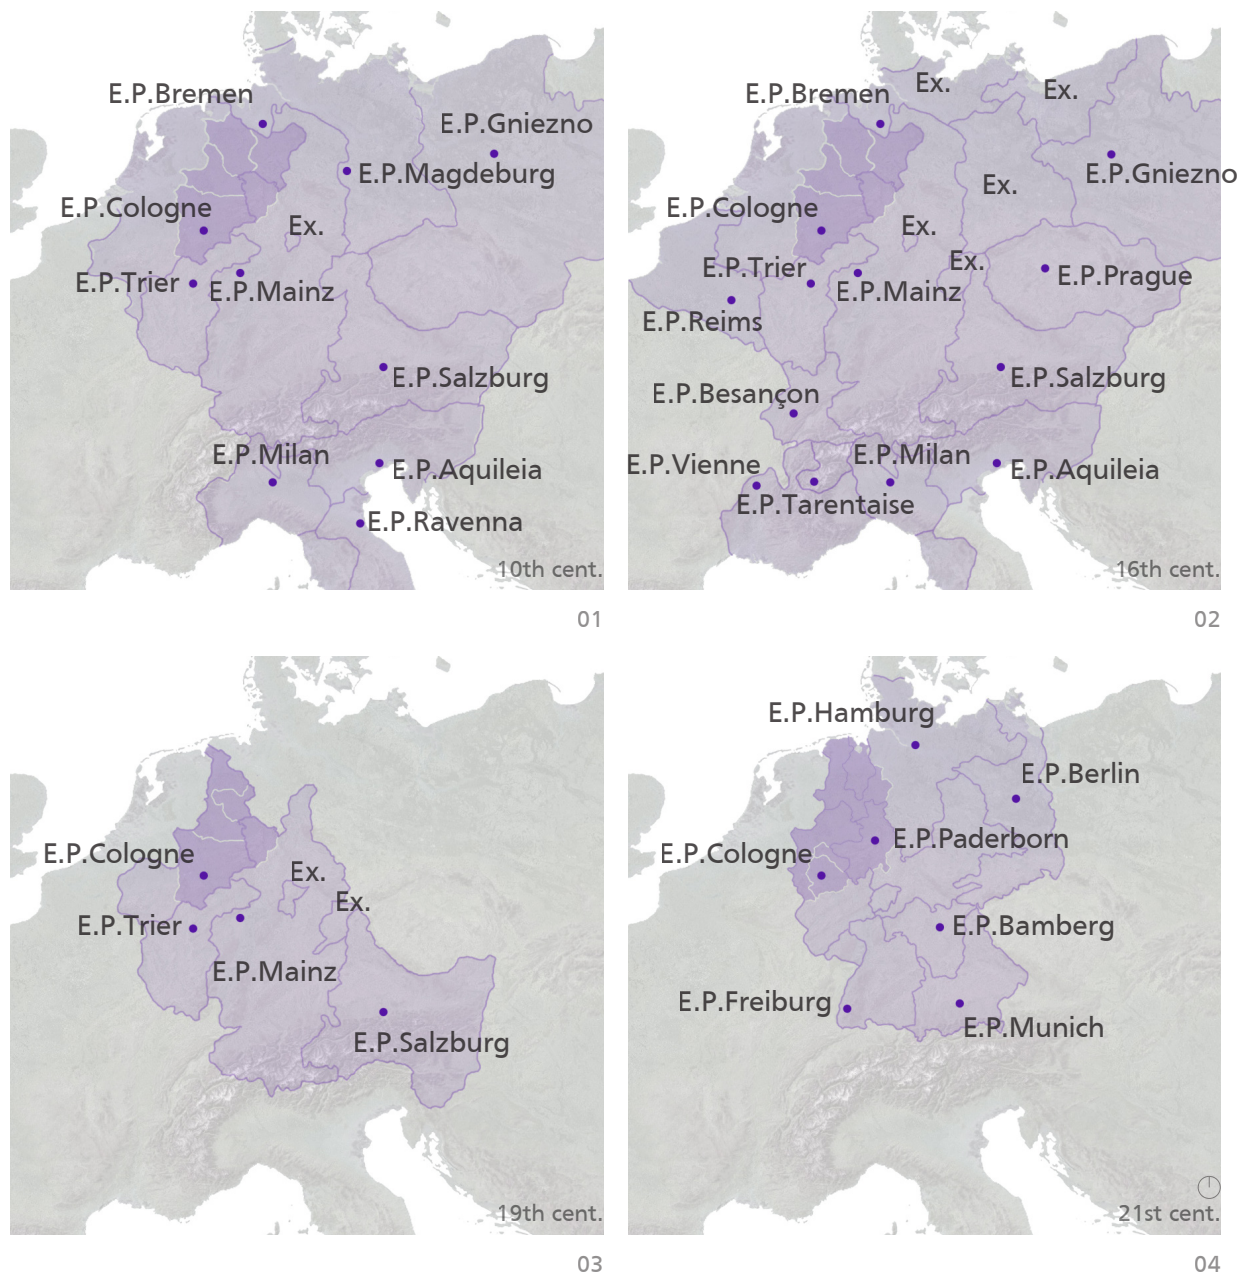 E.P.Bremen
E.P.Gniezno
E.P.Magdeburg
E.P.Cologne
Ex.
E.P.Trier
E.P.Mainz
E.P.Salzburg
E.P.Milan
E.P.Aquileia
E.P.Ravenna
10th cent.
01
Ex.
Ex.
E.P.Bremen
E.P.Gniezno
Ex.
E.P.Cologne
Ex.
Ex.
E.P.Trier
E.P.Prague
E.P.Mainz
E.P.Reims
E.P.Salzburg
E.P.Besançon
E.P.Milan
E.P.Vienne
E.P.Aquileia
E.P.Tarentaise
16th cent.
02
E.P.Cologne
Ex.
Ex.
E.P.Trier
E.P.Mainz
E.P.Salzburg
19th cent.
03
E.P.Hamburg
E.P.Berlin
E.P.Paderborn
E.P.Cologne
E.P.Bamberg
E.P.Freiburg
E.P.Munich
21st cent.
04